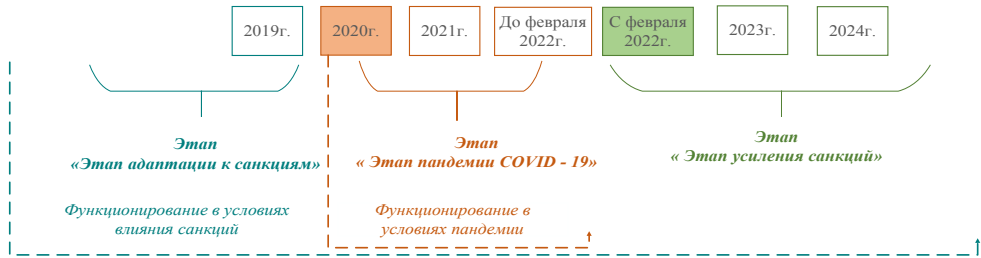 2019г.
2020г.
2021г.
До февраля
2022г.
С февраля
2022г.
2023г.
2024г.
Этап
«Этап адаптации к санкциям»
Этап
« Этап пандемии COVID - 19»
Этап
« Этап усиления санкций»
Функционирование в условиях
влияния санкций
Функционирование в
условиях пандемии